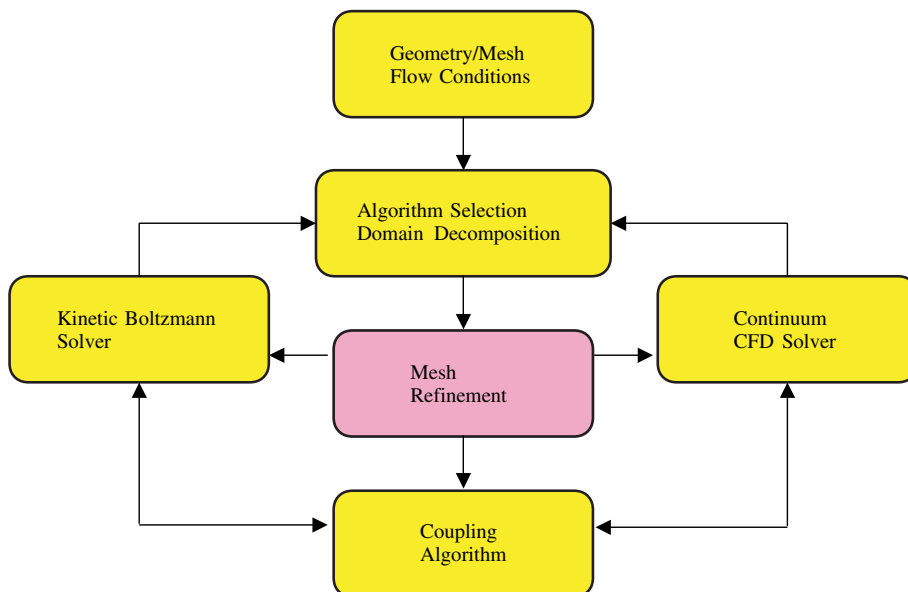 Geometry/Mesh
Flow Conditions
Algorithm Selection
Domain Decomposition
Kinetic Boltzmann
Solver
Continuum
CFD Solver
Mesh
Refinement
Coupling
Algorithm